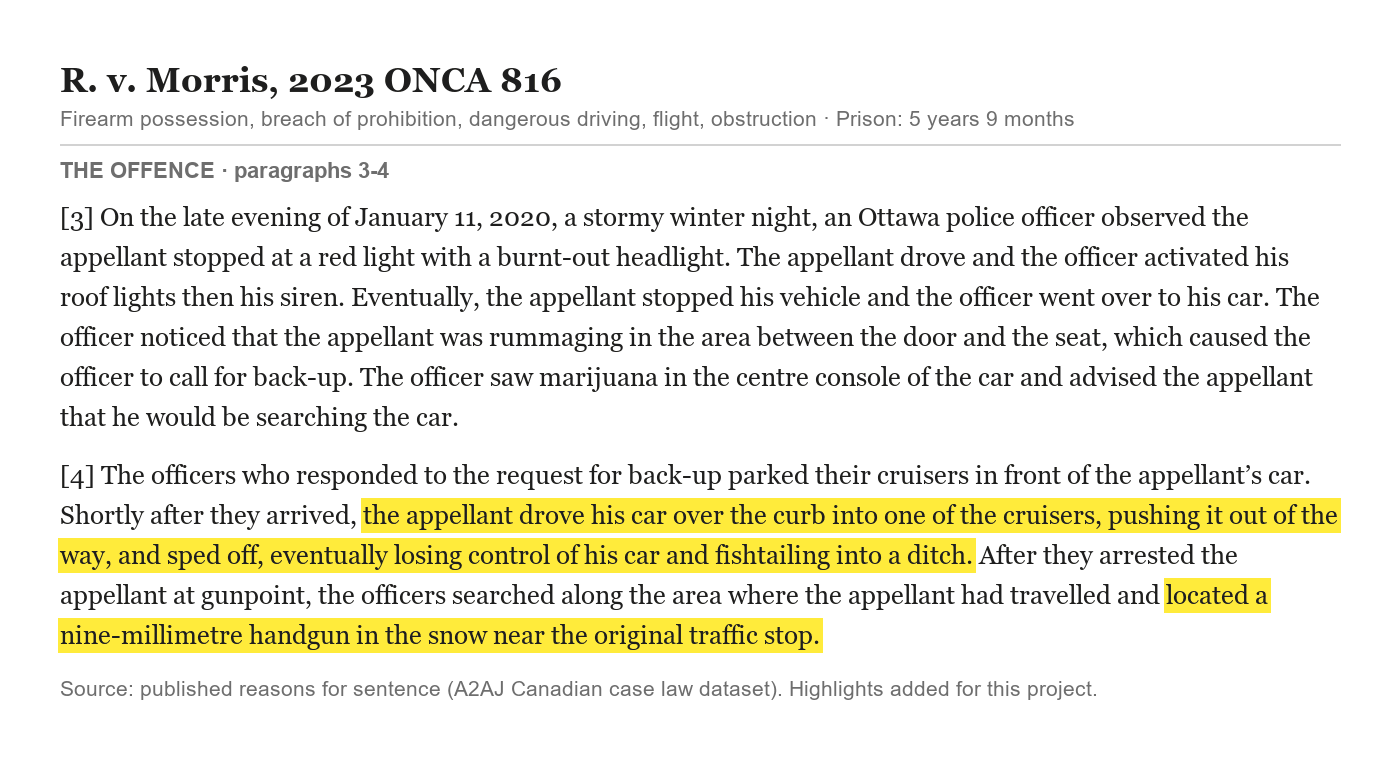 R. v. Morris, 2023 ONCA 816
Firearm possession, breach of prohibition, dangerous driving, flight, obstruction · Prison: 5 years 9 months
THE OFFENCE · paragraphs 3-4
[3] On the late evening of January 11, 2020, a stormy winter night, an Ottawa police officer observed the
appellant stopped at a red light with a burnt-out headlight. The appellant drove and the officer activated his
roof lights then his siren. Eventually, the appellant stopped his vehicle and the officer went over to his car. The
officer noticed that the appellant was rummaging in the area between the door and the seat, which caused the
officer to call for back-up. The officer saw marijuana in the centre console of the car and advised the appellant
that he would be searching the car.
[4] The officers who responded to the request for back-up parked their cruisers in front of the appellant’s car.
Shortly after they arrived, the appellant drove his car over the curb into one of the cruisers, pushing it out of the
way, and sped off, eventually losing control of his car and fishtailing into a ditch. After they arrested the
appellant at gunpoint, the officers searched along the area where the appellant had travelled and located a
nine-millimetre handgun in the snow near the original traffic stop.
Source: published reasons for sentence (A2AJ Canadian case law dataset). Highlights added for this project.